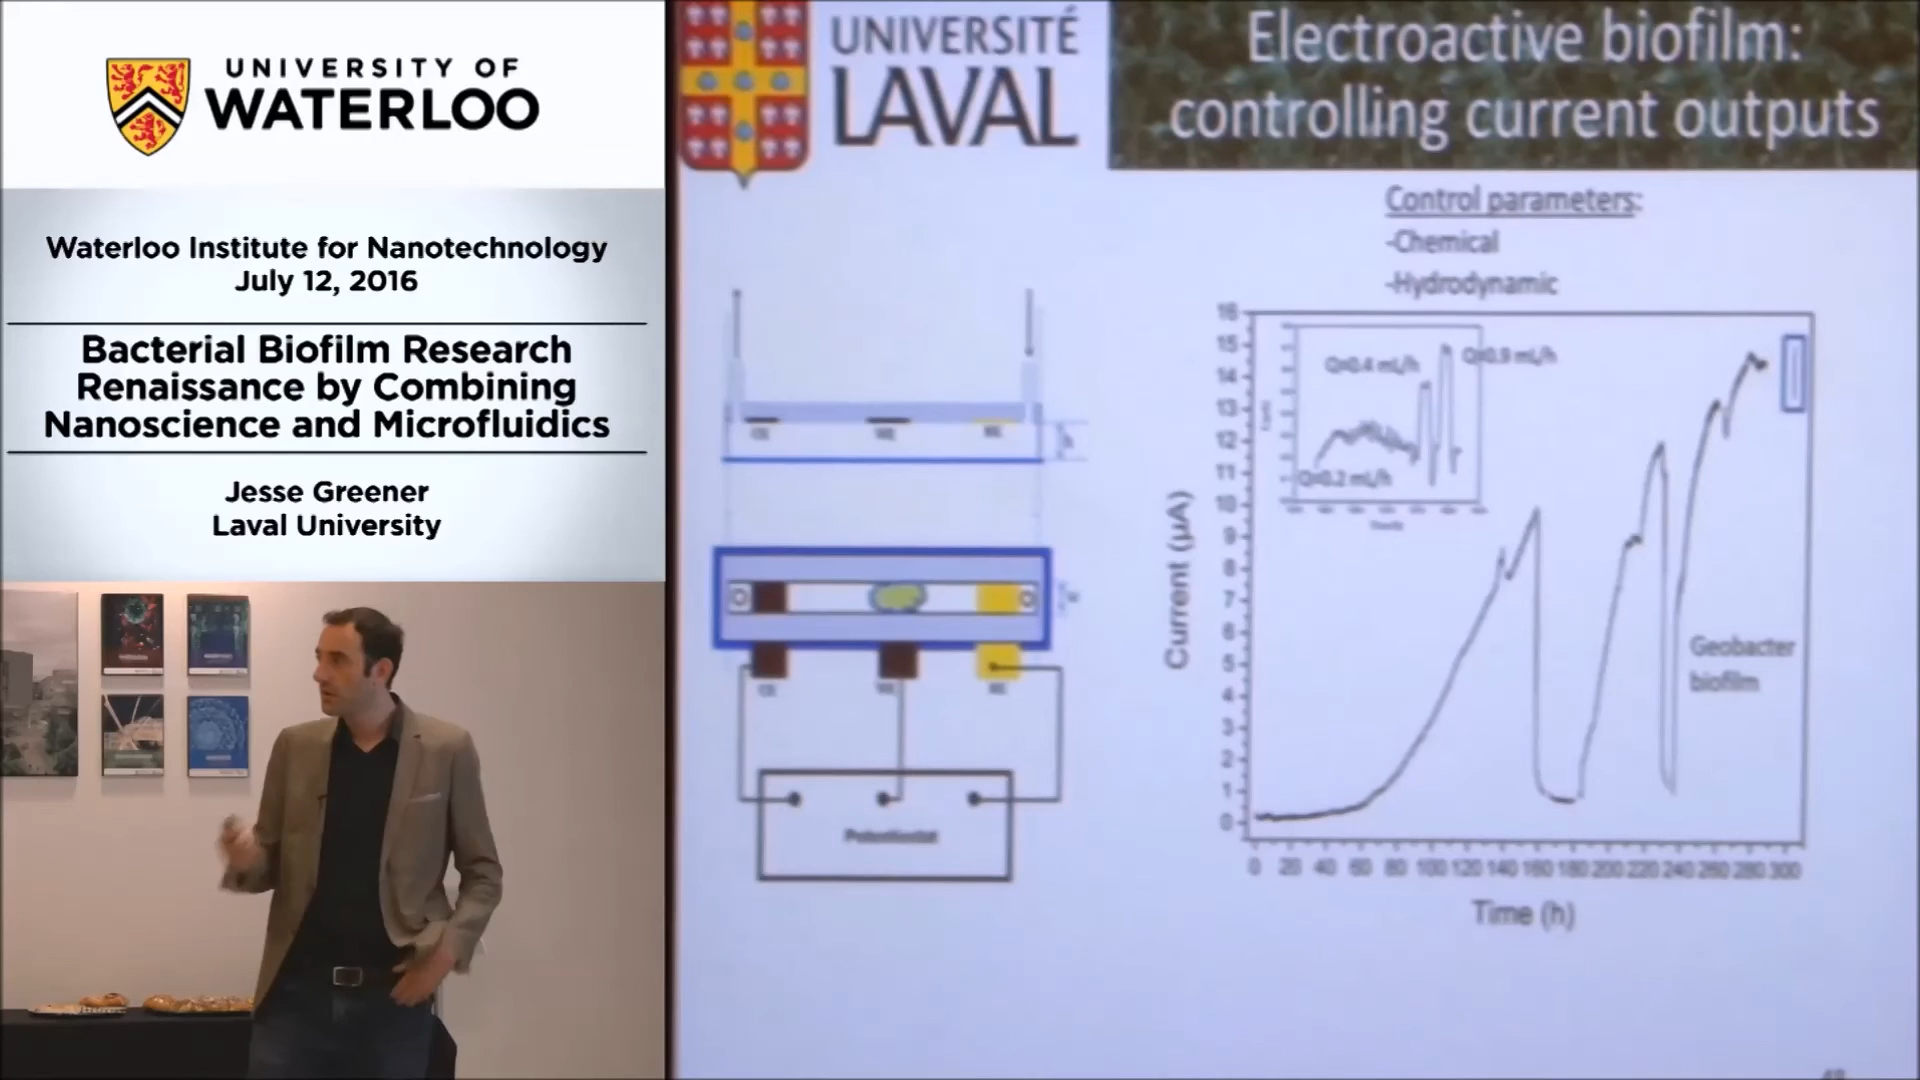 UNIVERSITY OF
WATERLOO
Waterloo Institute for Nanotechnology
July 12, 2016
Bacterial Biofilm Research
Renaissance by Combining
Nanoscience and Microfluidics
Jesse Greener
Laval University
UNIVERSITÉ
LAVAL
Electroactive biofilm:
controlling current outputs
Control parameters:
-Chemical
-Hydrodynamic
Potentiostat
Current (µA)
16
15
14
13
12
11
10
9
8
7
6
5
4
3
2
1
0
Q=0.4 mL/h
Q=0.9 mL/h
Q=0.2 mL/h
Geobacter
biofilm
0 20 40 60 80 100 120 140 160 180 200 220 240 260 280 300
Time (h)